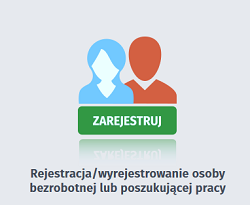 ZAREJESTRUJ
Rejestracja/wyrejestrowanie osoby
bezrobotnej lub poszukującej pracy